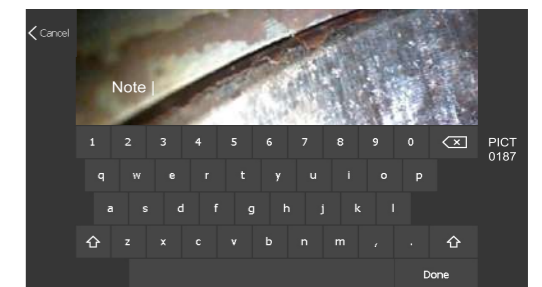 Cancel
Note
1 2 3 4 5 6 7 8 9 0
PICT
0187
q w e r t y u i o p
a s d f g h j k l
z x c v b n m , .
Done